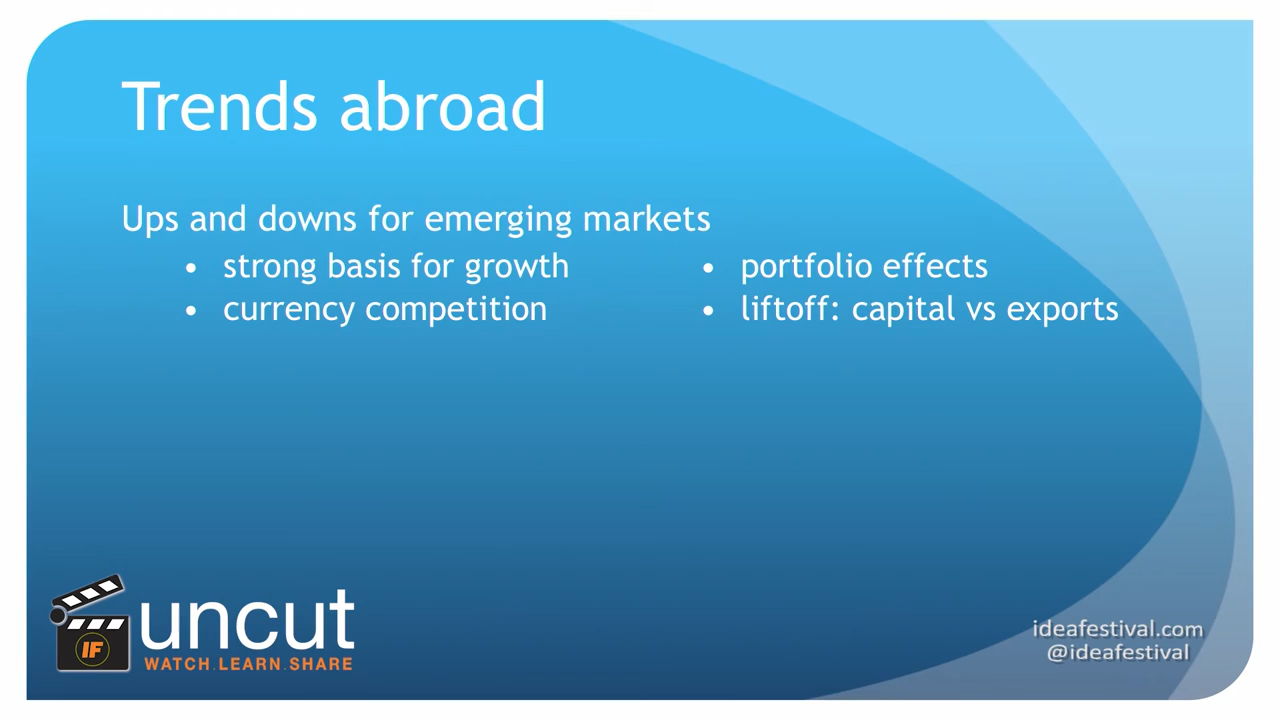 Trends abroad
Ups and downs for emerging markets
• strong basis for growth
• currency competition
• portfolio effects
• liftoff: capital vs exports
IF
uncut
WATCH.LEARN.SHARE
ideafestival.com
@ideafestival